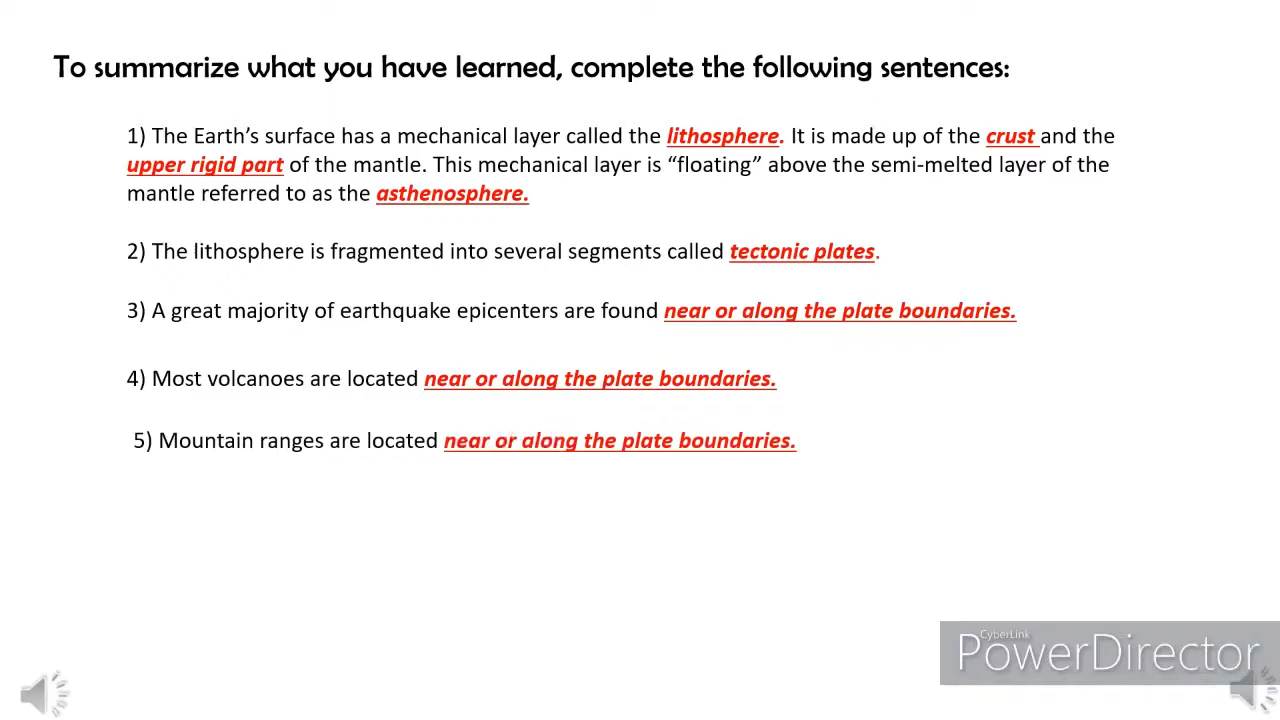 To summarize what you have learned, complete the following sentences:
1) The Earth’s surface has a mechanical layer called the lithosphere. It is made up of the crust and the
upper rigid part of the mantle. This mechanical layer is “floating” above the semi-melted layer of the
mantle referred to as the asthenosphere.
2) The lithosphere is fragmented into several segments called tectonic plates.
3) A great majority of earthquake epicenters are found near or along the plate boundaries.
4) Most volcanoes are located near or along the plate boundaries.
5) Mountain ranges are located near or along the plate boundaries.
CyberLink
PowerDirector